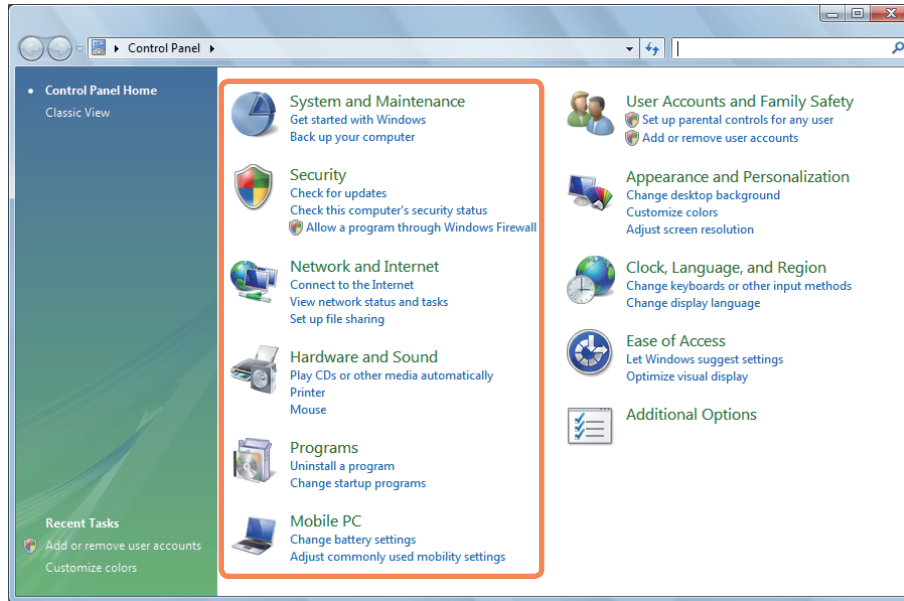 Control Panel
Control Panel Home
Classic View
System and Maintenance
Get started with Windows
Back up your computer
Security
Check for updates
Check this computer's security status
Allow a program through Windows Firewall
Network and Internet
Connect to the Internet
View network status and tasks
Set up file sharing
Hardware and Sound
Play CDs or other media automatically
Printer
Mouse
Programs
Uninstall a program
Change startup programs
Mobile PC
Change battery settings
Adjust commonly used mobility settings
User Accounts and Family Safety
Set up parental controls for any user
Add or remove user accounts
Appearance and Personalization
Change desktop background
Customize colors
Adjust screen resolution
Clock, Language, and Region
Change keyboards or other input methods
Change display language
Ease of Access
Let Windows suggest settings
Optimize visual display
Additional Options
Recent Tasks
Add or remove user accounts
Customize colors